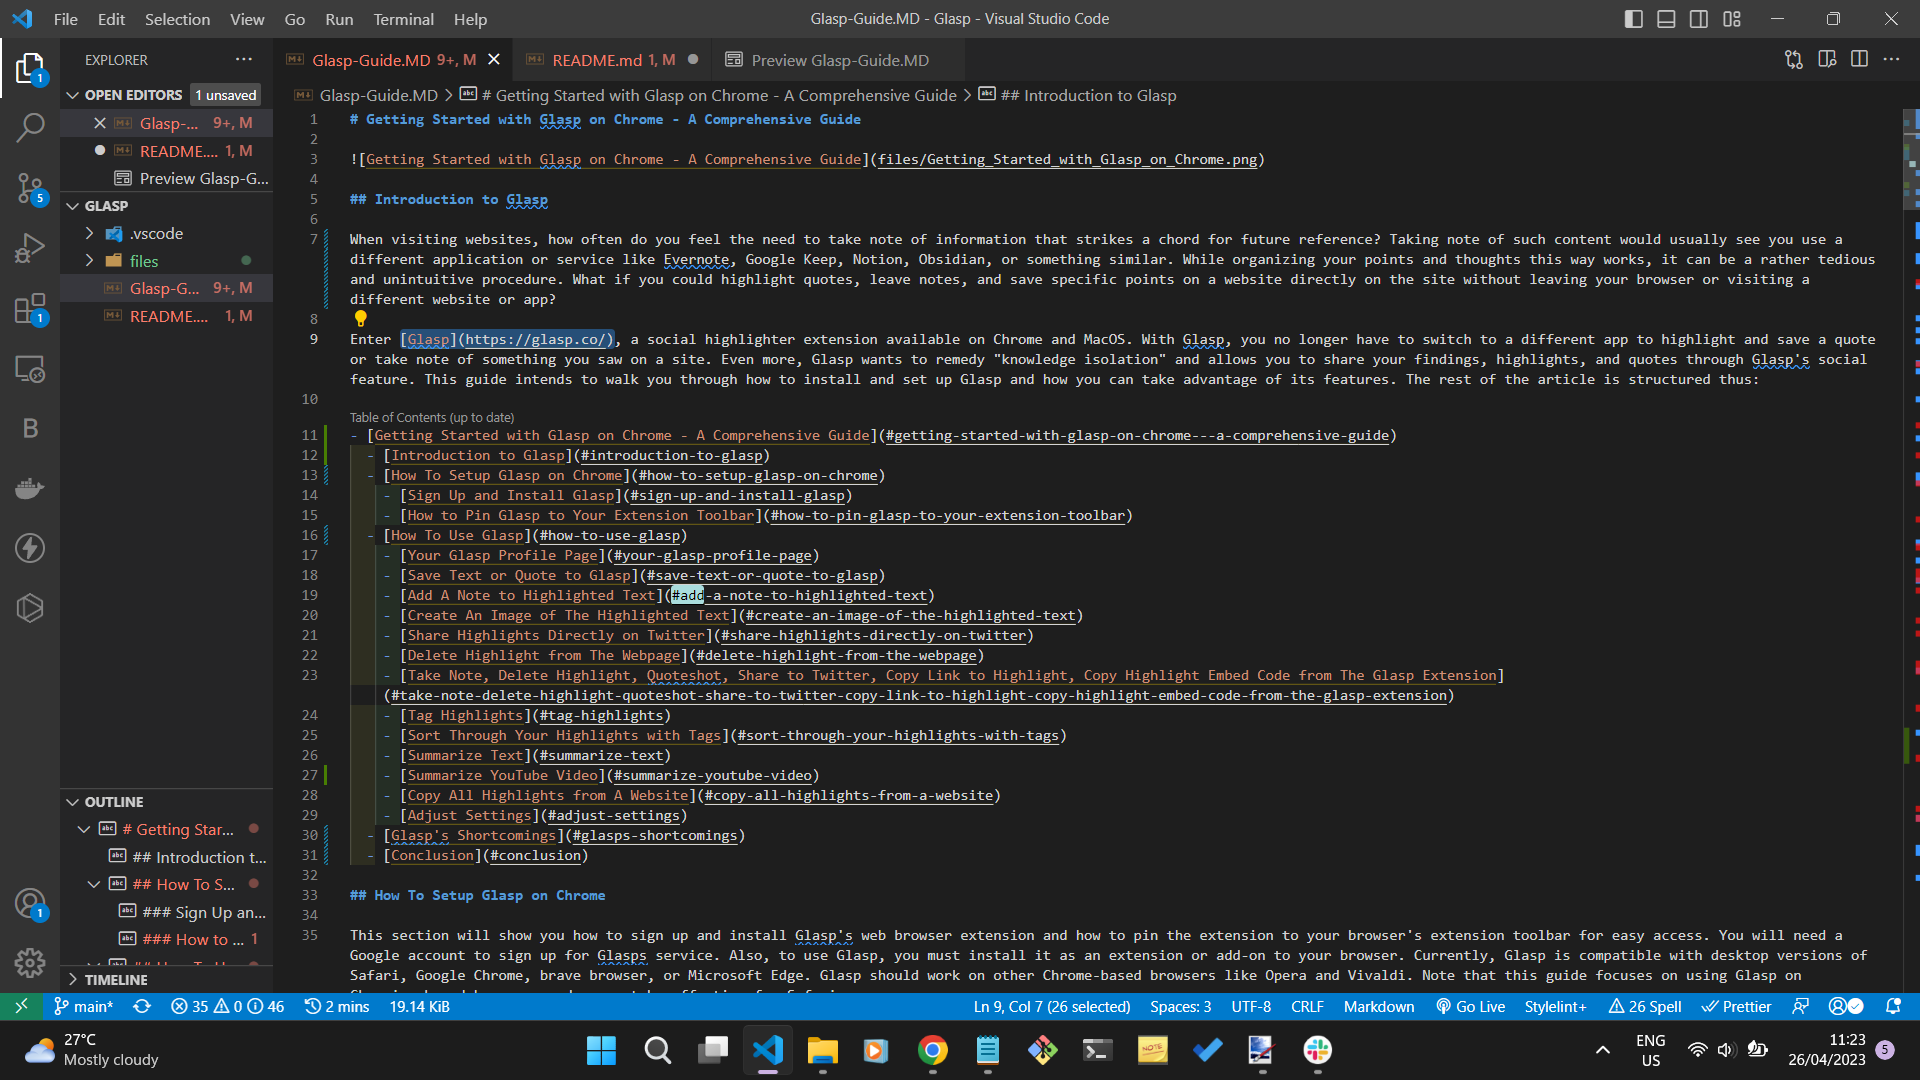 File Edit Selection View Go Run Terminal Help
Glasp-Guide.MD - Glasp - Visual Studio Code
EXPLORER
OPEN EDITORS 1 unsaved
Glasp-... 9+, M
README.... 1, M
Preview Glasp-G...
GLASP
.vscode
files
Glasp-G... 9+, M
README.... 1, M
OUTLINE
# Getting Star...
## Introduction t...
## How To S...
### Sign Up an...
### How to ... 1
TIMELINE
Glasp-Guide.MD 9+, M
README.md 1, M
Preview Glasp-Guide.MD
Glasp-Guide.MD > # Getting Started with Glasp on Chrome - A Comprehensive Guide > ## Introduction to Glasp
1 # Getting Started with Glasp on Chrome - A Comprehensive Guide
2
3 ![Getting Started with Glasp on Chrome - A Comprehensive Guide](files/Getting_Started_with_Glasp_on_Chrome.png)
4
5 ## Introduction to Glasp
6
7 When visiting websites, how often do you feel the need to take note of information that strikes a chord for future reference? Taking note of such content would usually see you use a
different application or service like Evernote, Google Keep, Notion, Obsidian, or something similar. While organizing your points and thoughts this way works, it can be a rather tedious
and unintuitive procedure. What if you could highlight quotes, leave notes, and save specific points on a website directly on the site without leaving your browser or visiting a
different website or app?
8
9 Enter [Glasp](https://glasp.co/), a social highlighter extension available on Chrome and MacOS. With Glasp, you no longer have to switch to a different app to highlight and save a quote
or take note of something you saw on a site. Even more, Glasp wants to remedy "knowledge isolation" and allows you to share your findings, highlights, and quotes through Glasp's social
feature. This guide intends to walk you through how to install and set up Glasp and how you can take advantage of its features. The rest of the article is structured thus:
10
Table of Contents (up to date)
11 - [Getting Started with Glasp on Chrome - A Comprehensive Guide](#getting-started-with-glasp-on-chrome---a-comprehensive-guide)
12 - [Introduction to Glasp](#introduction-to-glasp)
13 - [How To Setup Glasp on Chrome](#how-to-setup-glasp-on-chrome)
14 - [Sign Up and Install Glasp](#sign-up-and-install-glasp)
15 - [How to Pin Glasp to Your Extension Toolbar](#how-to-pin-glasp-to-your-extension-toolbar)
16 - [How To Use Glasp](#how-to-use-glasp)
17 - [Your Glasp Profile Page](#your-glasp-profile-page)
18 - [Save Text or Quote to Glasp](#save-text-or-quote-to-glasp)
19 - [Add A Note to Highlighted Text](#add-a-note-to-highlighted-text)
20 - [Create An Image of The Highlighted Text](#create-an-image-of-the-highlighted-text)
21 - [Share Highlights Directly on Twitter](#share-highlights-directly-on-twitter)
22 - [Delete Highlight from The Webpage](#delete-highlight-from-the-webpage)
23 - [Take Note, Delete Highlight, Quoteshot, Share to Twitter, Copy Link to Highlight, Copy Highlight Embed Code from The Glasp Extension]
(#take-note-delete-highlight-quoteshot-share-to-twitter-copy-link-to-highlight-copy-highlight-embed-code-from-the-glasp-extension)
24 - [Tag Highlights](#tag-highlights)
25 - [Sort Through Your Highlights with Tags](#sort-through-your-highlights-with-tags)
26 - [Summarize Text](#summarize-text)
27 - [Summarize YouTube Video](#summarize-youtube-video)
28 - [Copy All Highlights from A Website](#copy-all-highlights-from-a-website)
29 - [Adjust Settings](#adjust-settings)
30 - [Glasp's Shortcomings](#glasps-shortcomings)
31 - [Conclusion](#conclusion)
32
33 ## How To Setup Glasp on Chrome
34
35 This section will show you how to sign up and install Glasp's web browser extension and how to pin the extension to your browser's extension toolbar for easy access. You will need a
Google account to sign up for Glasps service. Also, to use Glasp, you must install it as an extension or add-on to your browser. Currently, Glasp is compatible with desktop versions of
Safari, Google Chrome, brave browser, or Microsoft Edge. Glasp should work on other Chrome-based browsers like Opera and Vivaldi. Note that this guide focuses on using Glasp on
main* 35 0 46 2 mins 19.14 KiB Ln 9, Col 7 (26 selected) Spaces: 3 UTF-8 CRLF Markdown Go Live Stylelint+ 26 Spell Prettier
27°C
Mostly cloudy
NOTE
ENG
US
11:23
26/04/2023
5